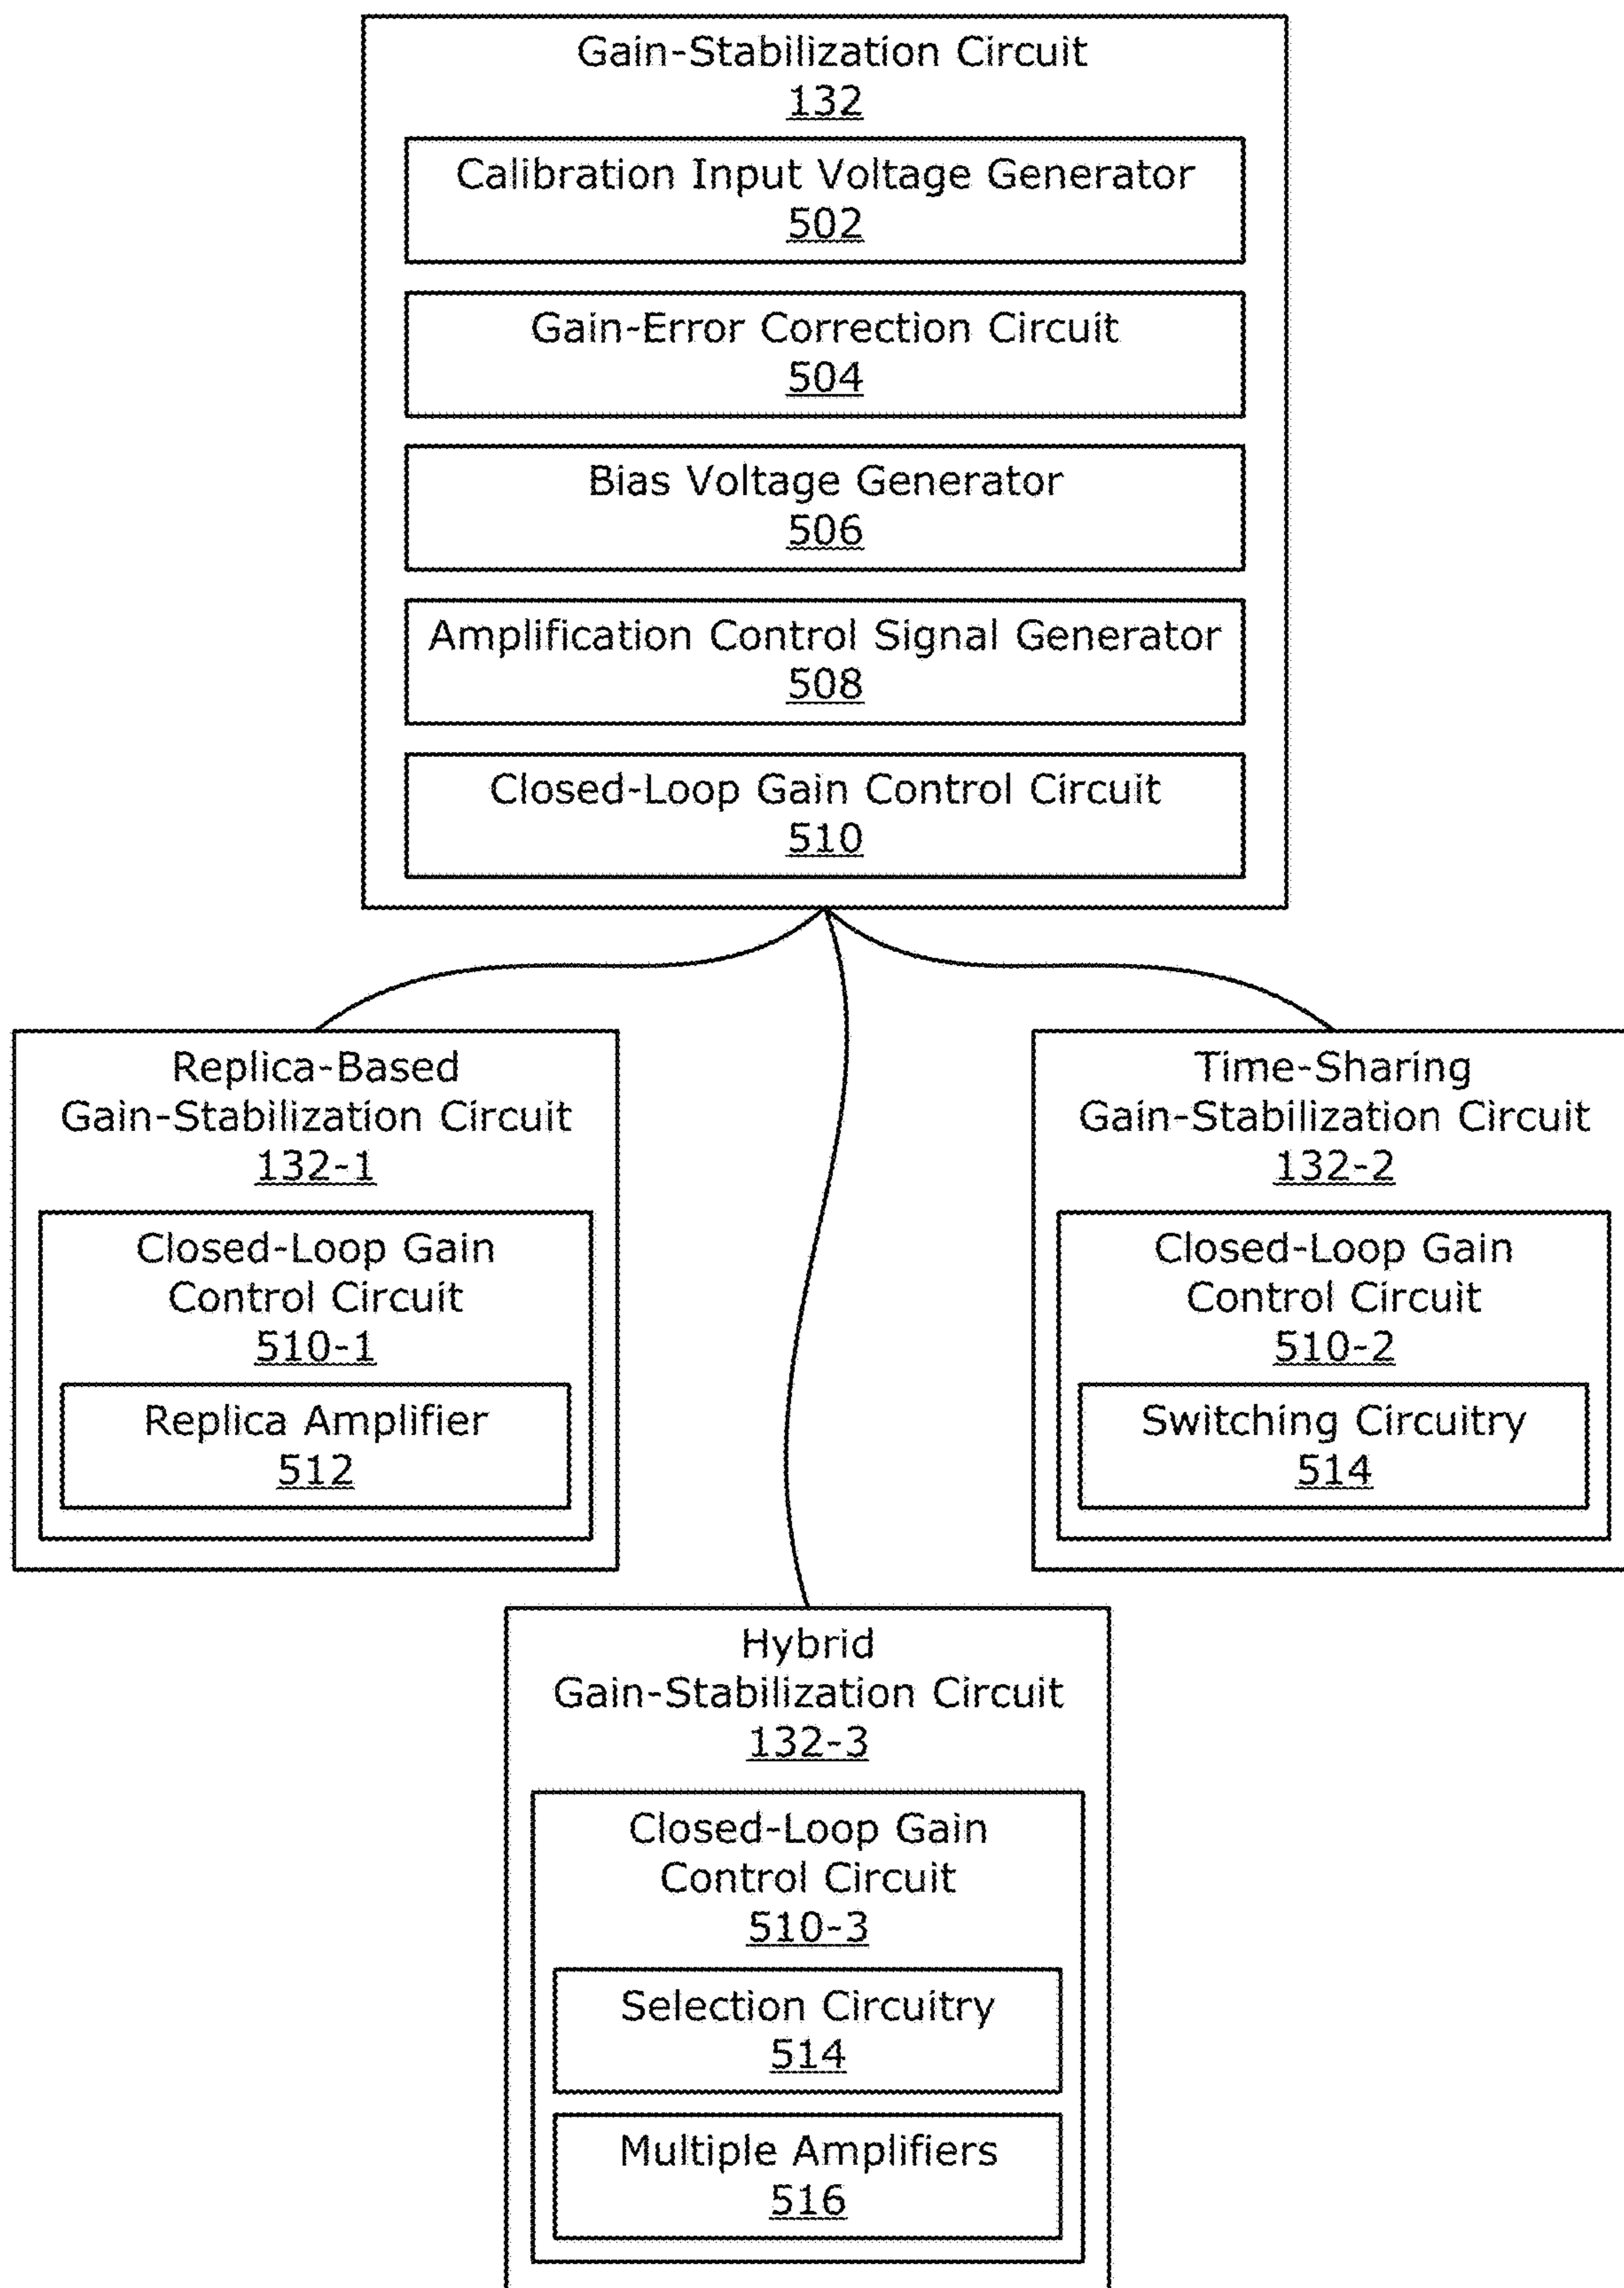 Gain-Stabilization Circuit
132
Calibration Input Voltage Generator
502
Gain-Error Correction Circuit
504
Bias Voltage Generator
506
Amplification Control Signal Generator
508
Closed-Loop Gain Control Circuit
510
Replica-Based
Gain-Stabilization Circuit
132-1
Closed-Loop Gain
Control Circuit
510-1
Replica Amplifier
512
Time-Sharing
Gain-Stabilization Circuit
132-2
Closed-Loop Gain
Control Circuit
510-2
Switching Circuitry
514
Hybrid
Gain-Stabilization Circuit
132-3
Closed-Loop Gain
Control Circuit
510-3
Selection Circuitry
514
Multiple Amplifiers
516